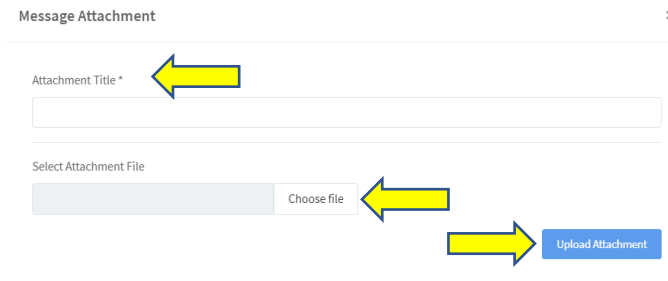 Message Attachment
Attachment Title *
Select Attachment File
Choose file
Upload Attachment